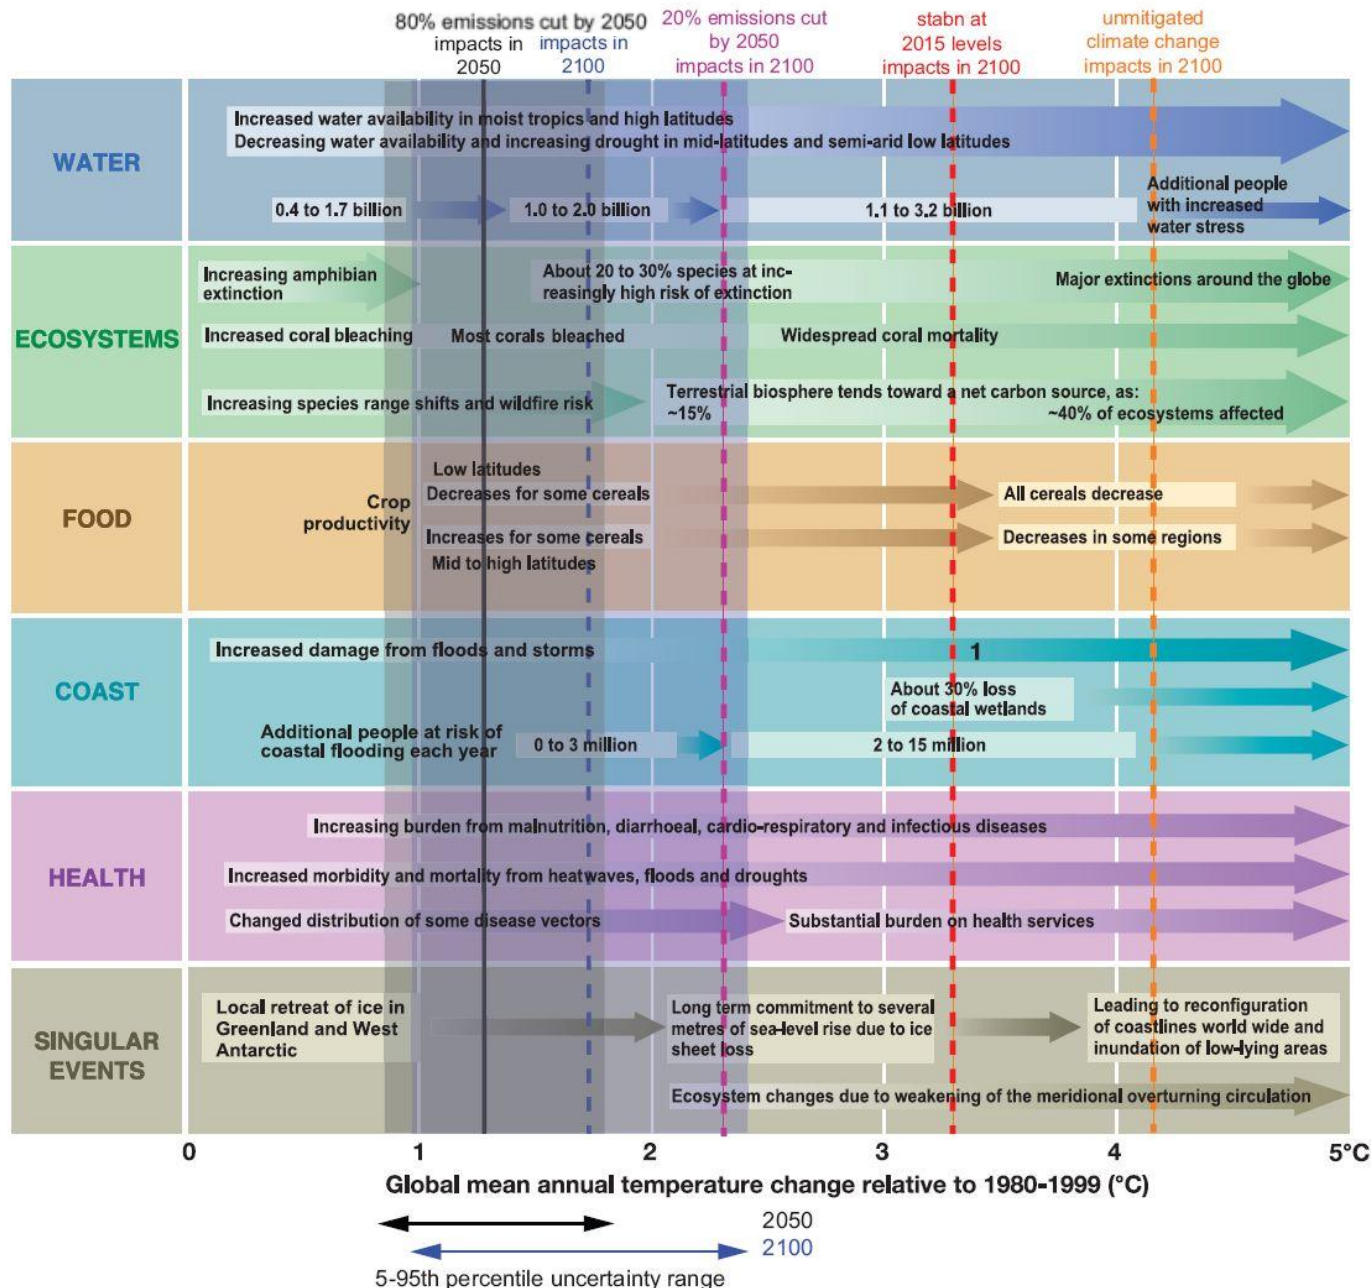 80% emissions cut by 2050
impacts in
2050
impacts in
2100
20% emissions cut
by 2050
impacts in 2100
stabn at
2015 levels
impacts in 2100
unmitigated
climate change
impacts in 2100
WATER
Increased water availability in moist tropics and high latitudes
Decreasing water availability and increasing drought in mid-latitudes and semi-arid low latitudes
0.4 to 1.7 billion
1.0 to 2.0 billion
1.1 to 3.2 billion
Additional people
with increased
water stress
ECOSYSTEMS
Increasing amphibian
extinction
About 20 to 30% species at inc-
reasingly high risk of extinction
Major extinctions around the globe
Increased coral bleaching
Most corals bleached
Widespread coral mortality
Increasing species range shifts and wildfire risk
Terrestrial biosphere tends toward a net carbon source, as:
~15%
~40% of ecosystems affected
FOOD
Crop
productivity
Low latitudes
Decreases for some cereals
All cereals decrease
Increases for some cereals
Mid to high latitudes
Decreases in some regions
COAST
Increased damage from floods and storms
1
About 30% loss
of coastal wetlands
Additional people at risk of
coastal flooding each year
0 to 3 million
2 to 15 million
HEALTH
Increasing burden from malnutrition, diarrhoeal, cardio-respiratory and infectious diseases
Increased morbidity and mortality from heatwaves, floods and droughts
Changed distribution of some disease vectors
Substantial burden on health services
SINGULAR
EVENTS
Local retreat of ice in
Greenland and West
Antarctic
Long term commitment to several
metres of sea-level rise due to ice
sheet loss
Leading to reconfiguration
of coastlines world wide and
inundation of low-lying areas
Ecosystem changes due to weakening of the meridional overturning circulation
0 1 2 3 4 5°C
Global mean annual temperature change relative to 1980-1999 (°C)
2050
2100
5-95th percentile uncertainty range